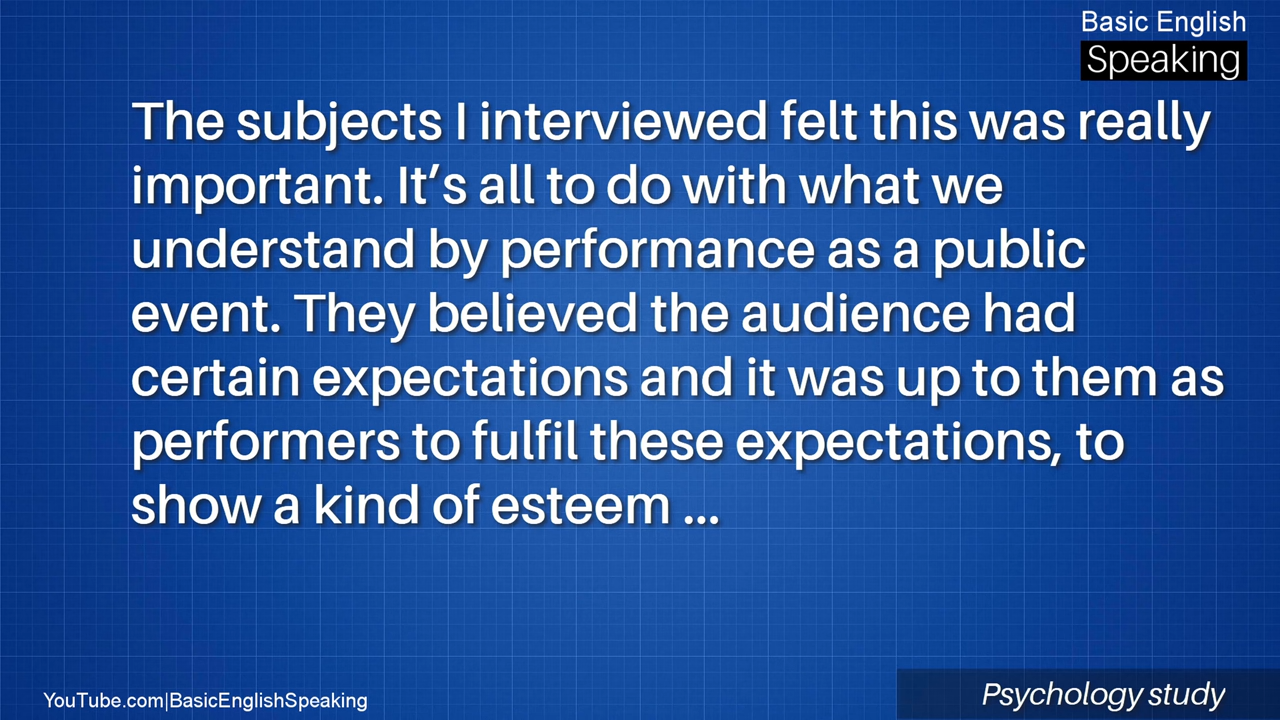 Basic English
Speaking
The subjects I interviewed felt this was really
important. It’s all to do with what we
understand by performance as a public
event. They believed the audience had
certain expectations and it was up to them as
performers to fulfil these expectations, to
show a kind of esteem ...
YouTube.com|BasicEnglishSpeaking
Psychology study